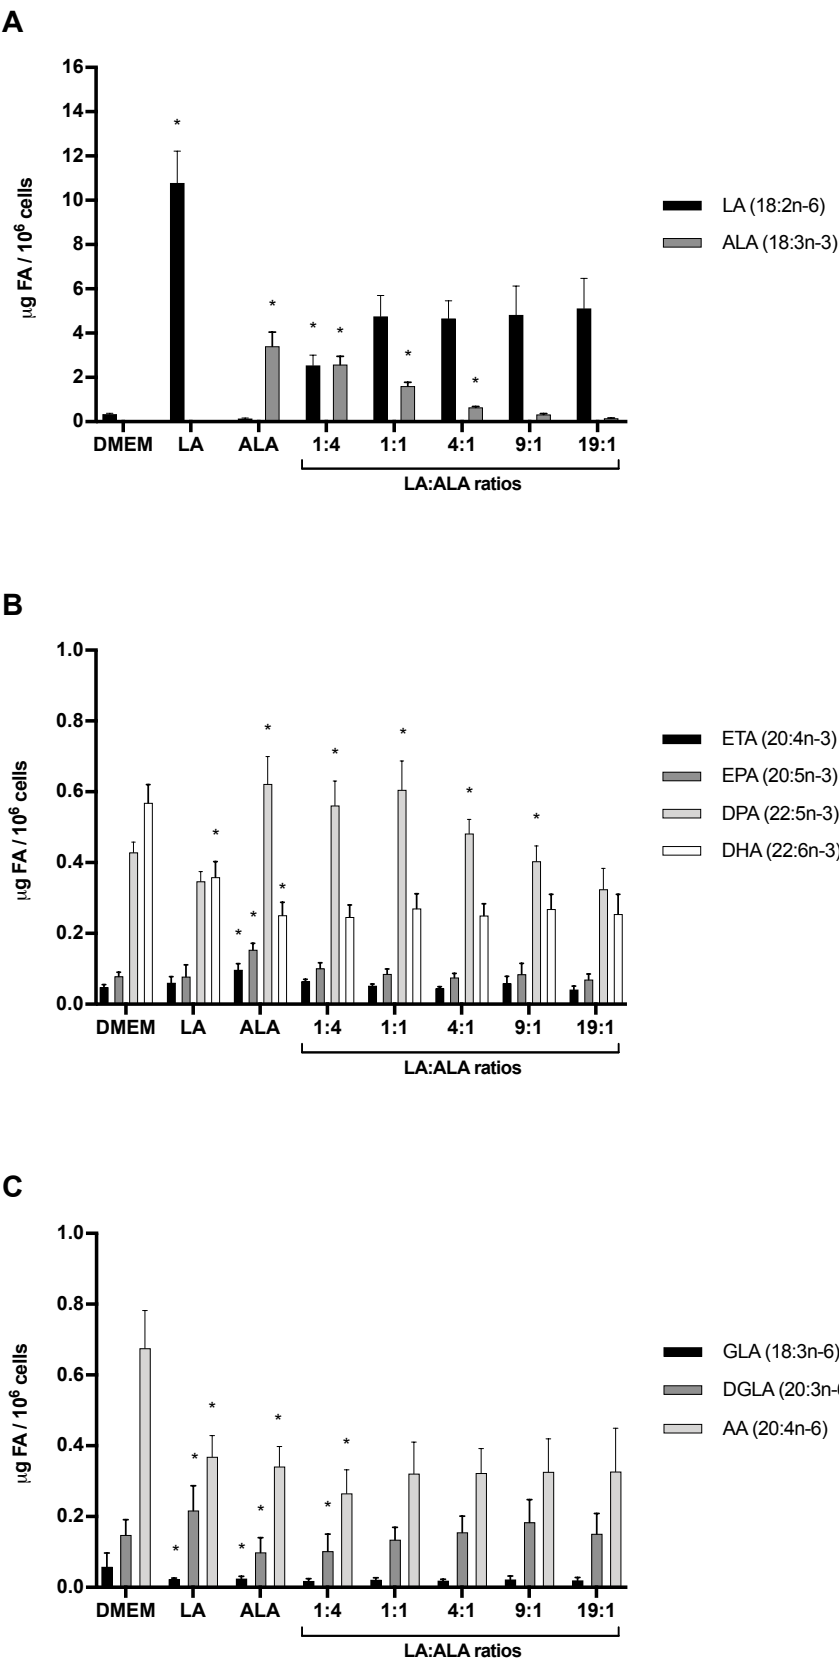 A
16
14
12
10
8
6
4
2
0
μg FA / 10⁶ cells
*
*
* *
*
*
DMEM LA ALA 1:4 1:1 4:1 9:1 19:1
LA:ALA ratios
LA (18:2n-6)
ALA (18:3n-3)
B
1.0
0.8
0.6
0.4
0.2
0.0
μg FA / 10⁶ cells
*
* * * *
*
*
*
*
DMEM LA ALA 1:4 1:1 4:1 9:1 19:1
LA:ALA ratios
ETA (20:4n-3)
EPA (20:5n-3)
DPA (22:5n-3)
DHA (22:6n-3)
C
1.0
0.8
0.6
0.4
0.2
0.0
μg FA / 10⁶ cells
* * *
* * *
* *
DMEM LA ALA 1:4 1:1 4:1 9:1 19:1
LA:ALA ratios
GLA (18:3n-6)
DGLA (20:3n-
AA (20:4n-6)